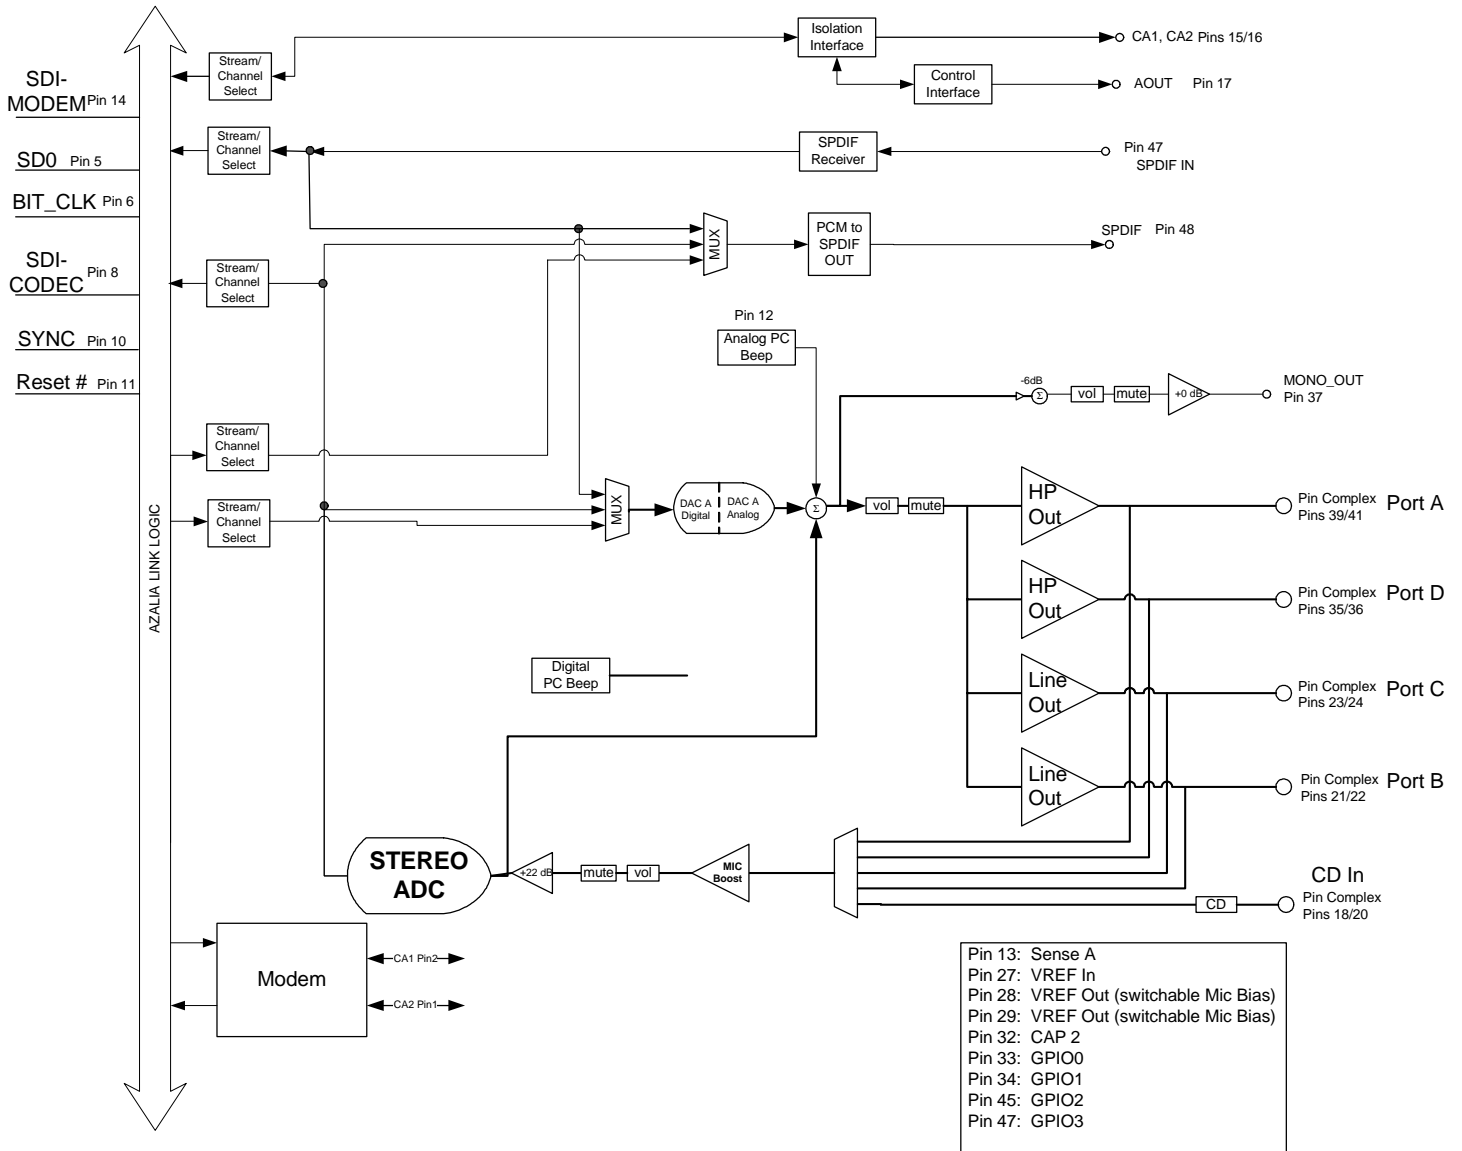 Isolation
Interface
CA1, CA2 Pins 15/16
Stream/
Channel
Select
SDI-
MODEM Pin 14
Control
Interface
AOUT Pin 17
Stream/
Channel
Select
SPDIF
Receiver
Pin 47
SPDIF IN
SD0 Pin 5
BIT_CLK Pin 6
MUX
PCM to
SPDIF
OUT
SPDIF Pin 48
SDI-
CODEC Pin 8
Stream/
Channel
Select
SYNC Pin 10
Reset # Pin 11
Pin 12
Analog PC
Beep
-6dB
Σ
vol
mute
+0 dB
MONO_OUT
Pin 37
Stream/
Channel
Select
Stream/
Channel
Select
MUX
DAC A
Digital
DAC A
Analog
Σ
vol
mute
HP
Out
Pin Complex
Pins 39/41
Port A
AZALIA LINK LOGIC
HP
Out
Pin Complex
Pins 35/36
Port D
Digital
PC Beep
Line
Out
Pin Complex
Pins 23/24
Port C
Line
Out
Pin Complex
Pins 21/22
Port B
STEREO
ADC
+22 dB
mute
vol
MIC
Boost
CD
CD In
Pin Complex
Pins 18/20
Modem
CA1 Pin2
CA2 Pin1
Pin 13: Sense A
Pin 27: VREF In
Pin 28: VREF Out (switchable Mic Bias)
Pin 29: VREF Out (switchable Mic Bias)
Pin 32: CAP 2
Pin 33: GPIO0
Pin 34: GPIO1
Pin 45: GPIO2
Pin 47: GPIO3